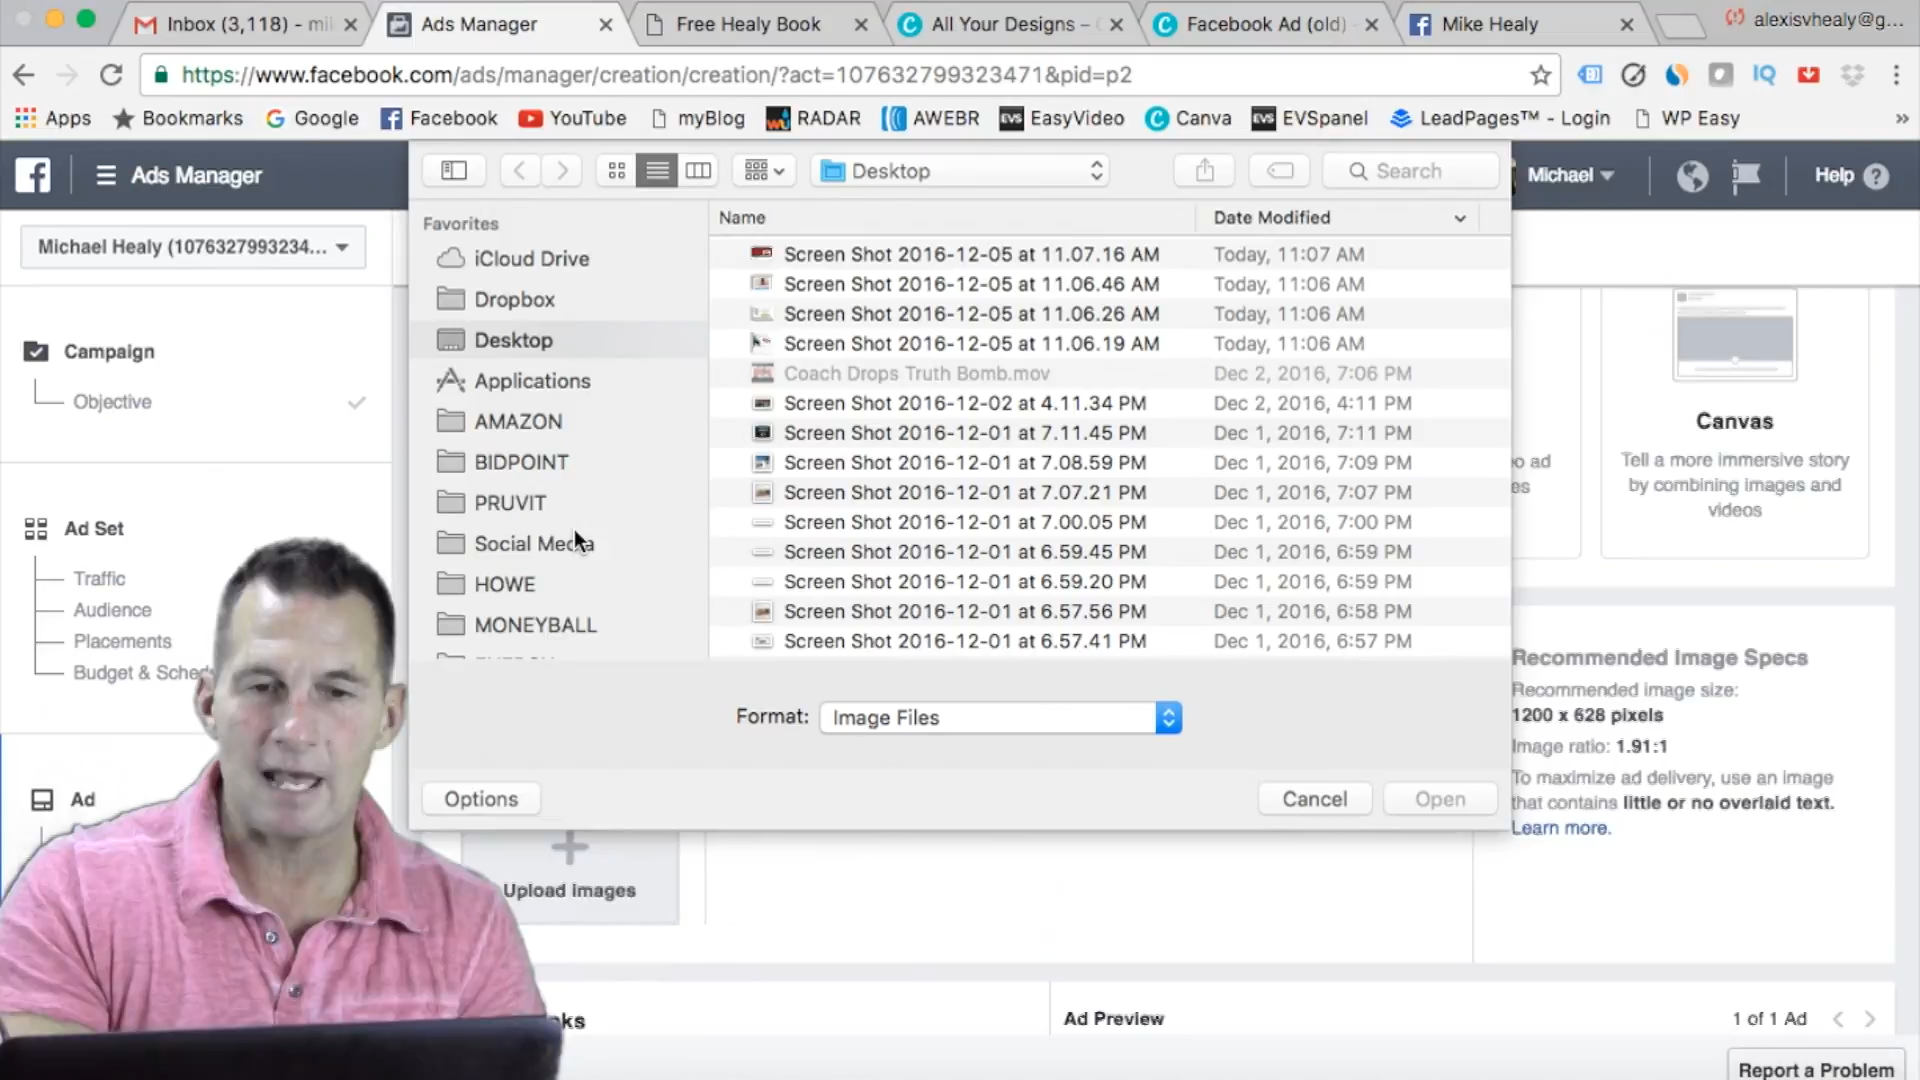 Inbox (3,118) - mi
Ads Manager
Free Healy Book
All Your Designs –
Facebook Ad (old)
Mike Healy
alexisvhealy@g...
https://www.facebook.com/ads/manager/creation/creation/?act=107632799323471&pid=p2
Apps
Bookmarks
Google
Facebook
YouTube
myBlog
RADAR
AWEBR
EasyVideo
Canva
EVSpanel
LeadPages™ - Login
WP Easy
»
Ads Manager
Desktop
Search
Michael
Help
Michael Healy (1076327993234...
Campaign
Objective
Ad Set
Traffic
Audience
Placements
Budget & Sched
Ad
Favorites
iCloud Drive
Dropbox
Desktop
Applications
AMAZON
BIDPOINT
PRUVIT
Social Media
HOWE
MONEYBALL
Name Date Modified
Screen Shot 2016-12-05 at 11.07.16 AM Today, 11:07 AM
Screen Shot 2016-12-05 at 11.06.46 AM Today, 11:06 AM
Screen Shot 2016-12-05 at 11.06.26 AM Today, 11:06 AM
Screen Shot 2016-12-05 at 11.06.19 AM Today, 11:06 AM
Coach Drops Truth Bomb.mov Dec 2, 2016, 7:06 PM
Screen Shot 2016-12-02 at 4.11.34 PM Dec 2, 2016, 4:11 PM
Screen Shot 2016-12-01 at 7.11.45 PM Dec 1, 2016, 7:11 PM
Screen Shot 2016-12-01 at 7.08.59 PM Dec 1, 2016, 7:09 PM
Screen Shot 2016-12-01 at 7.07.21 PM Dec 1, 2016, 7:07 PM
Screen Shot 2016-12-01 at 7.00.05 PM Dec 1, 2016, 7:00 PM
Screen Shot 2016-12-01 at 6.59.45 PM Dec 1, 2016, 6:59 PM
Screen Shot 2016-12-01 at 6.59.20 PM Dec 1, 2016, 6:59 PM
Screen Shot 2016-12-01 at 6.57.56 PM Dec 1, 2016, 6:58 PM
Screen Shot 2016-12-01 at 6.57.41 PM Dec 1, 2016, 6:57 PM
Format: Image Files
Options
Cancel
Open
Upload Images
eo ad
es
Canvas
Tell a more immersive story
by combining images and
videos
Recommended Image Specs
Recommended image size:
1200 x 628 pixels
Image ratio: 1.91:1
To maximize ad delivery, use an image
that contains little or no overlaid text.
Learn more.
ks
Ad Preview
1 of 1 Ad
Report a Problem